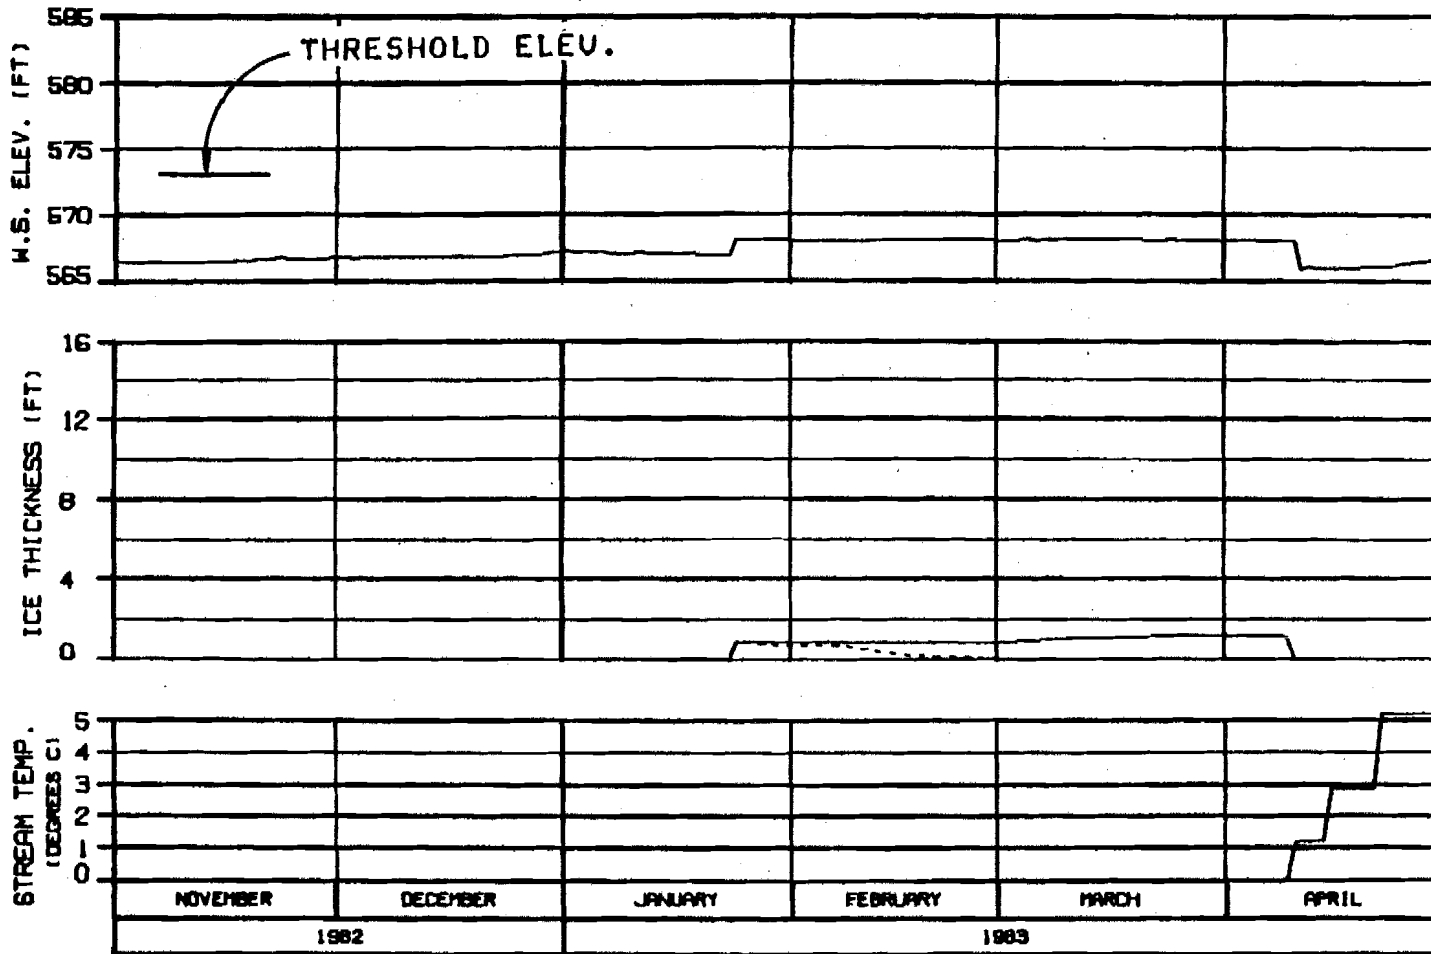 585
THRESHOLD ELEV.
580
575
570
565
W.S. ELEV. (FT)
16
12
8
4
0
ICE THICKNESS (FT)
5
4
3
2
1
0
STREAM TEMP.
(DEGREES C)
NOVEMBER DECEMBER JANUARY FEBRUARY MARCH APRIL
1982 1983